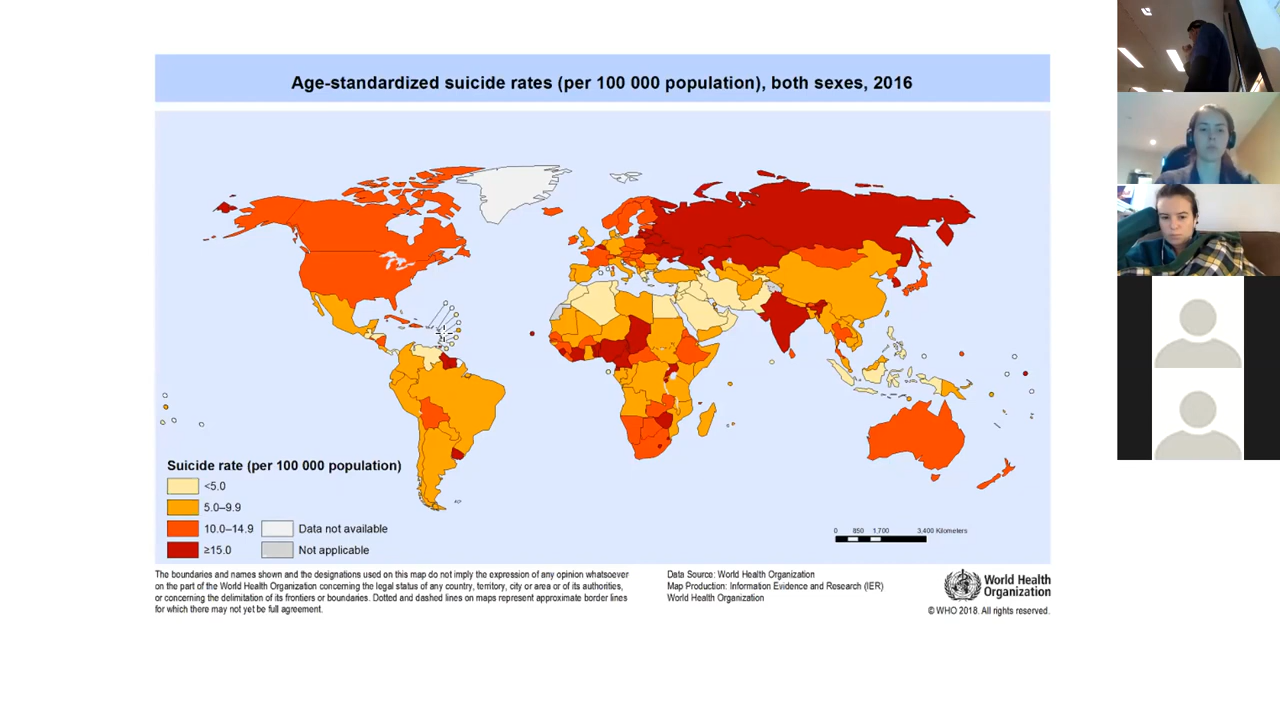 Age-standardized suicide rates (per 100 000 population), both sexes, 2016
Suicide rate (per 100 000 population)
<5.0
5.0–9.9
10.0–14.9
≥15.0
Data not available
Not applicable
0 850 1,700 3,400 Kilometers
The boundaries and names shown and the designations used on this map do not imply the expression of any opinion whatsoever
on the part of the World Health Organization concerning the legal status of any country, territory, city or area or of its authorities,
or concerning the delimitation of its frontiers or boundaries. Dotted and dashed lines on maps represent approximate border lines
for which there may not yet be full agreement.
Data Source: World Health Organization
Map Production: Information Evidence and Research (IER)
World Health Organization
World Health
Organization
© WHO 2018. All rights reserved.